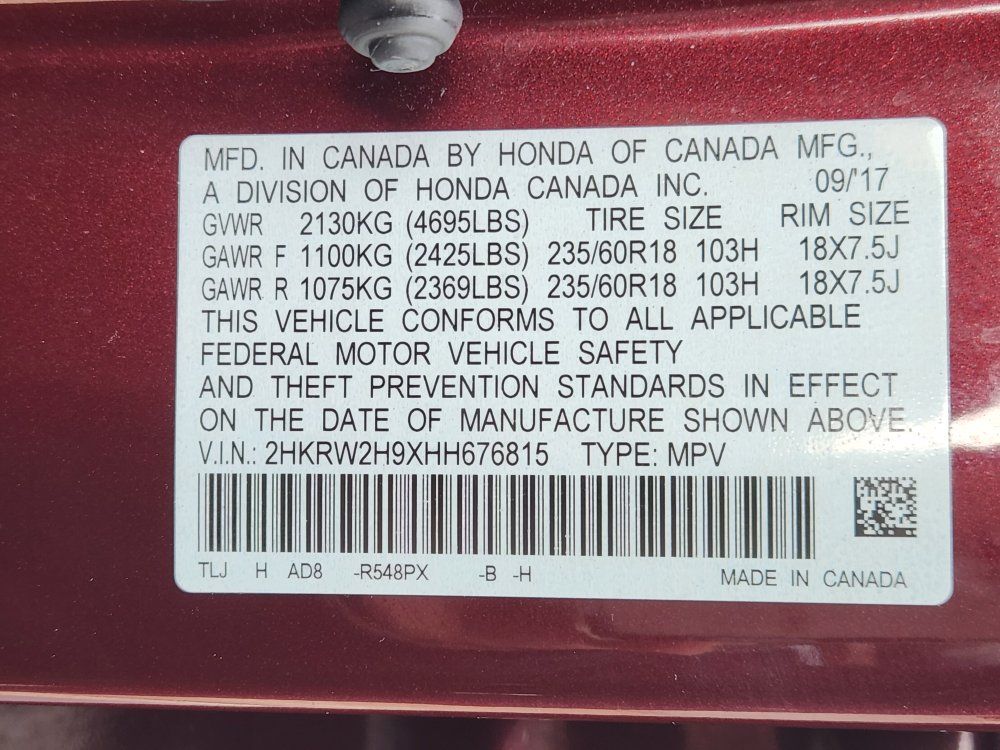 MFD. IN CANADA BY HONDA OF CANADA MFG.,
A DIVISION OF HONDA CANADA INC. 09/'17
GVWR 2130KG (4695LBS) TIRE SIZE RIM SIZE
GAWR F 1100KG (2425LBS) 235/60R18 103H 18X7.5J
GAWR R 1075KG (2369LBS) 235/60R18 103H 18X7.5J
THIS VEHICLE CONFORMS TO ALL APPLICABLE
FEDERAL MOTOR VEHICLE SAFETY
AND THEFT PREVENTION STANDARDS IN EFFECT
ON THE DATE OF MANUFACTURE SHOWN ABOVE.
V.I.N.: 2HKRW2H9XHH676815 TYPE: MPV
TLJ H AD8 -R548PX -B -H MADE IN CANADA